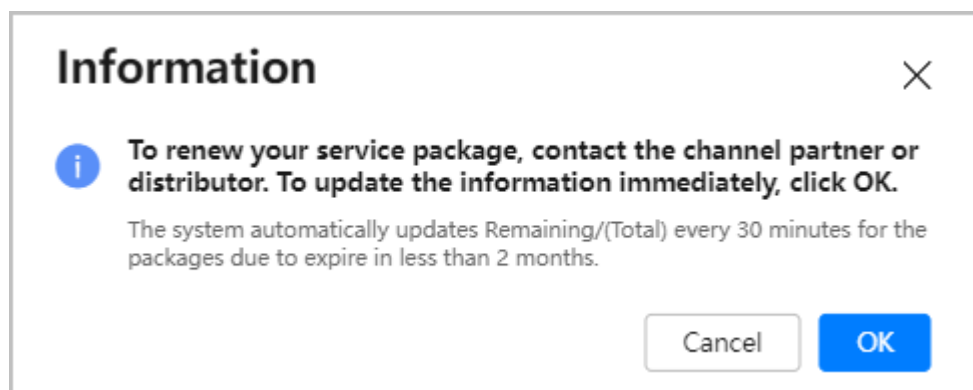 Information
To renew your service package, contact the channel partner or
distributor. To update the information immediately, click OK.
The system automatically updates Remaining/(Total) every 30 minutes for the
packages due to expire in less than 2 months.
Cancel OK